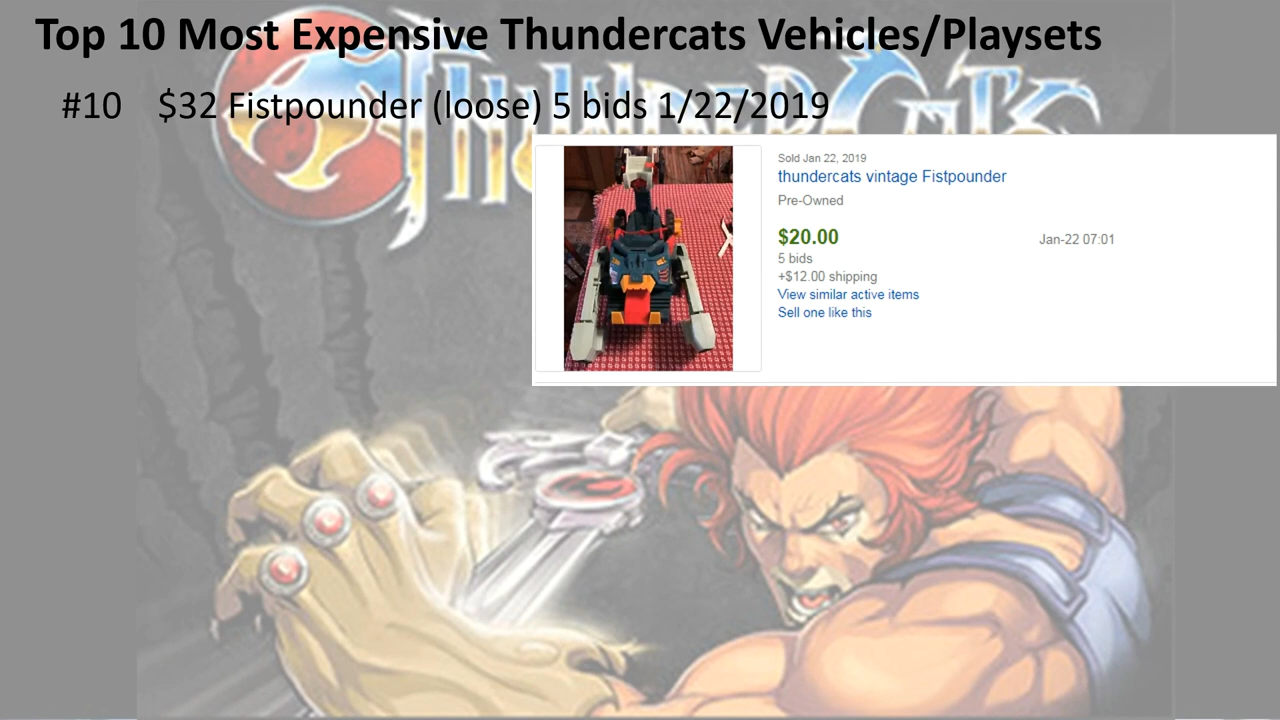 Top 10 Most Expensive Thundercats Vehicles/Playsets
#10 $32 Fistpounder (loose) 5 bids 1/22/2019
THUNDERCATS
Sold Jan 22, 2019
thundercats vintage Fistpounder
Pre-Owned
$20.00 Jan-22 07:01
5 bids
+$12.00 shipping
View similar active items
Sell one like this